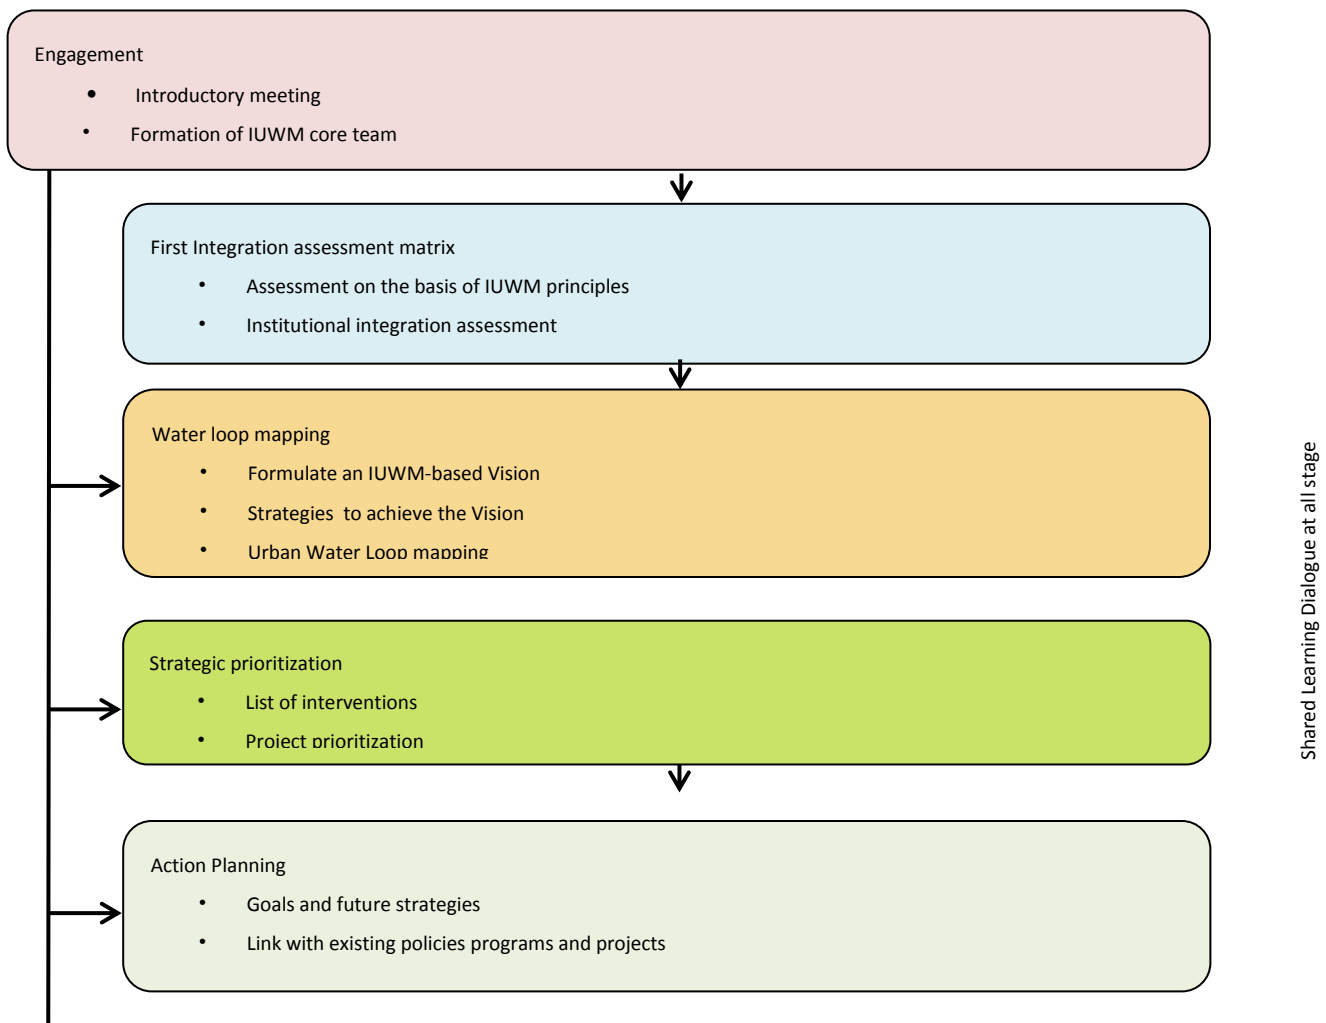 Engagement
• Introductory meeting
• Formation of IUWM core team
First Integration assessment matrix
• Assessment on the basis of IUWM principles
• Institutional integration assessment
Water loop mapping
• Formulate an IUWM-based Vision
• Strategies to achieve the Vision
• Urban Water Loop mapping
Strategic prioritization
• List of interventions
• Project prioritization
Action Planning
• Goals and future strategies
• Link with existing policies programs and projects
Shared Learning Dialogue at all stage